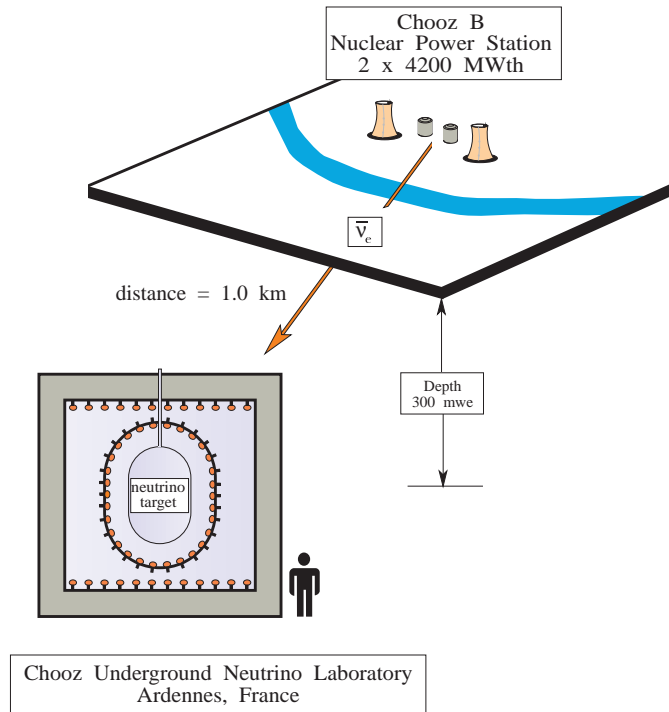 Chooz B
Nuclear Power Station
2 x 4200 MWth
ν̅ₑ
distance = 1.0 km
Depth
300 mwe
neutrino
target
Chooz Underground Neutrino Laboratory
Ardennes, France